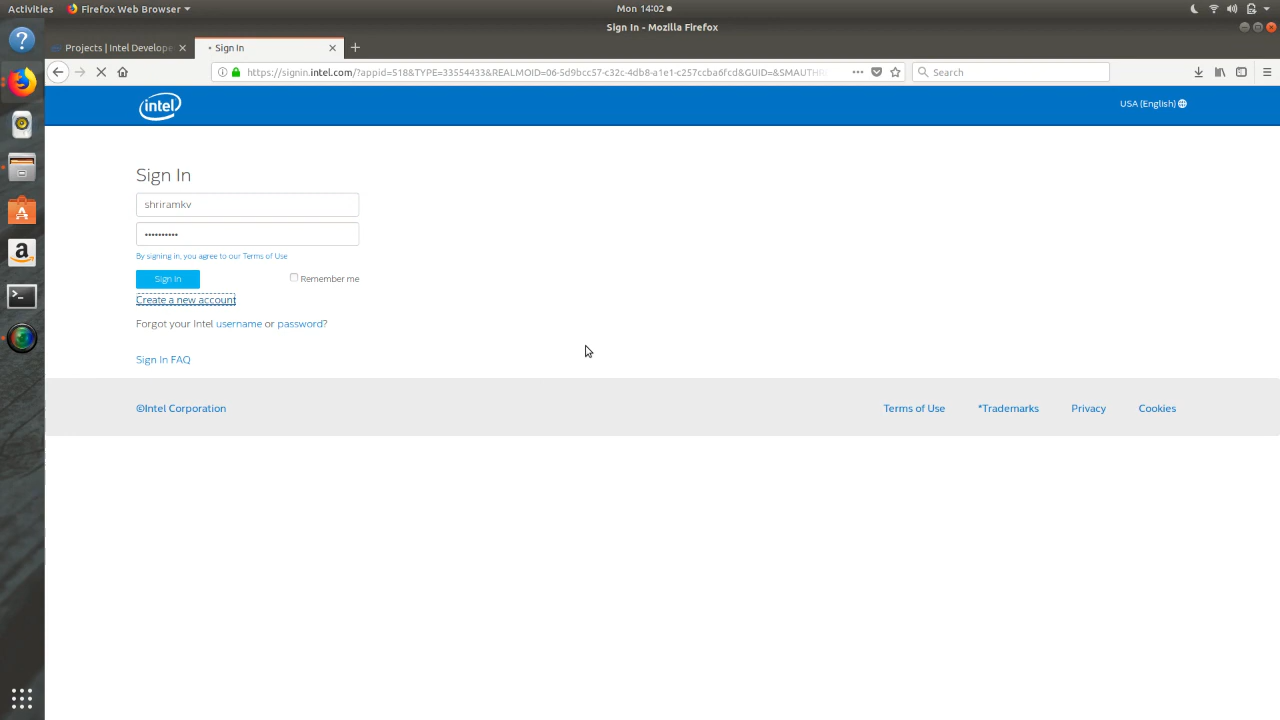 Activities
Firefox Web Browser
Mon 14:02
Sign In - Mozilla Firefox
Projects | Intel Develope
Sign In
https://signin.intel.com/?appid=518&TYPE=33554433&REALMOID=06-5d9bcc57-c32c-4db8-a1e1-c257ccba6fcd&GUID=&SMAUTHR
Search
intel
USA (English)
Sign In
shriramkv
••••••••••
By signing in, you agree to our Terms of Use
Sign In
Remember me
Create a new account
Forgot your Intel username or password?
Sign In FAQ
©Intel Corporation
Terms of Use
*Trademarks
Privacy
Cookies